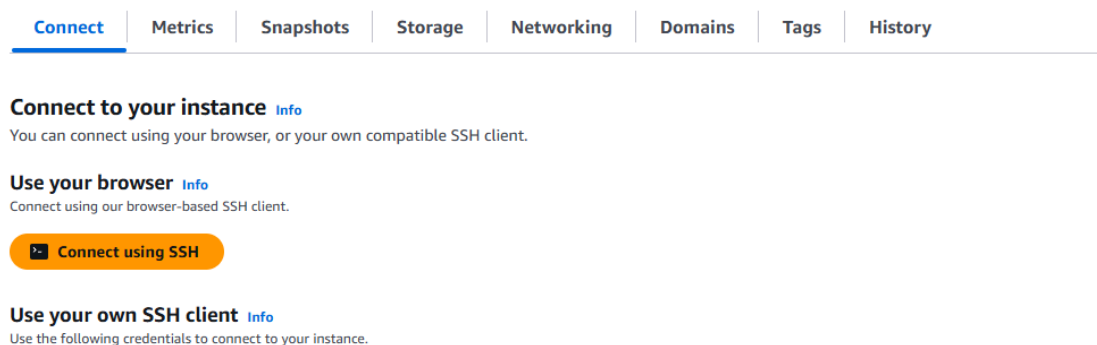 Connect Metrics Snapshots Storage Networking Domains Tags History
Connect to your instance Info
You can connect using your browser, or your own compatible SSH client.
Use your browser Info
Connect using our browser-based SSH client.
Connect using SSH
Use your own SSH client Info
Use the following credentials to connect to your instance.